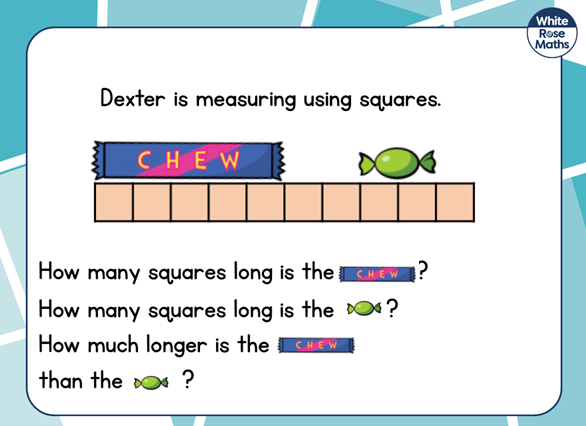 White
Rose
Maths
Dexter is measuring using squares.
CHEW
How many squares long is the CHEW ?
How many squares long is the ?
How much longer is the CHEW
than the ?